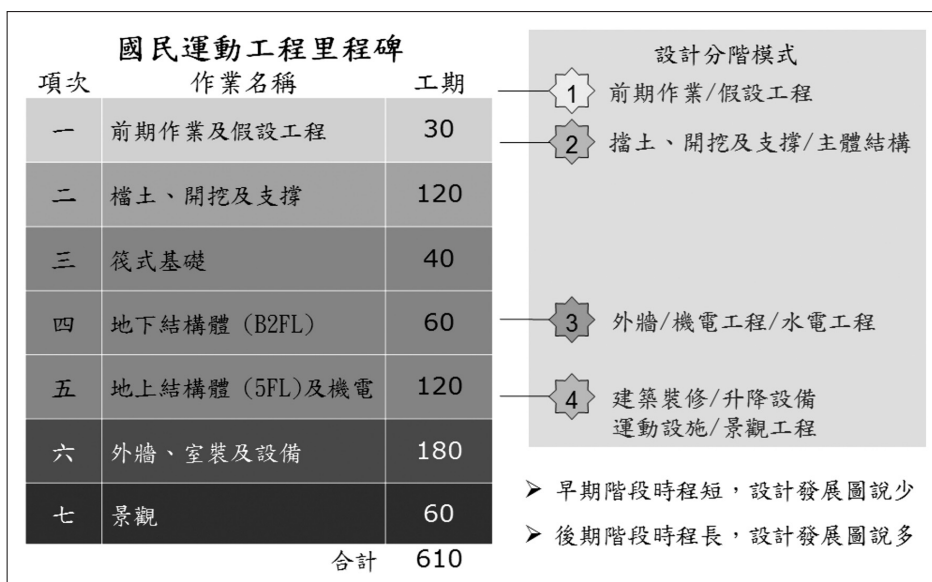 國民運動工程里程碑
項次 作業名稱 工期
一 前期作業及假設工程 30
二 檔土、開挖及支撐 120
三 筏式基礎 40
四 地下結構體 (B2FL) 60
五 地上結構體 (5FL)及機電 120
六 外牆、室裝及設備 180
七 景觀 60
合計 610
設計分階模式
1 前期作業/假設工程
2 擋土、開挖及支撐/主體結構
3 外牆/機電工程/水電工程
4 建築裝修/升降設備
運動設施/景觀工程
➢ 早期階段時程短，設計發展圖說少
➢ 後期階段時程長，設計發展圖說多